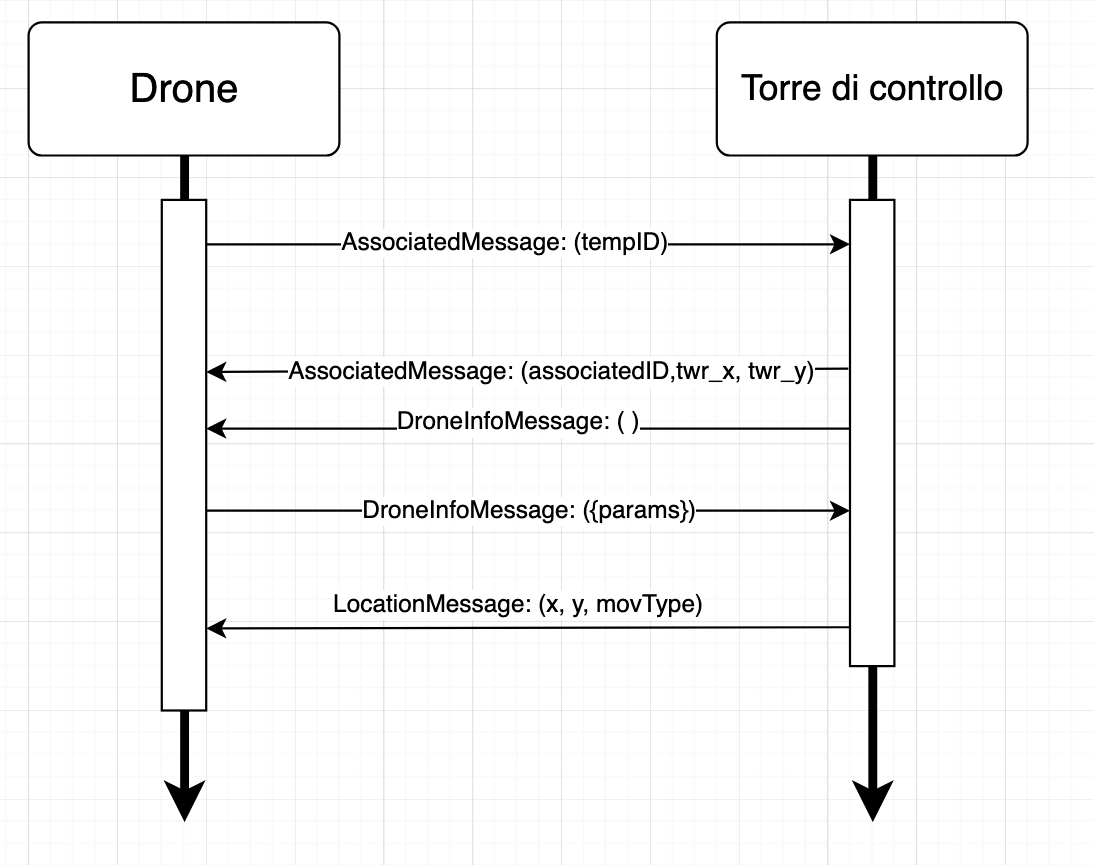 Drone
Torre di controllo
AssociatedMessage: (tempID)
AssociatedMessage: (associatedID,twr_x, twr_y)
DroneInfoMessage: ( )
DroneInfoMessage: ({params})
LocationMessage: (x, y, movType)